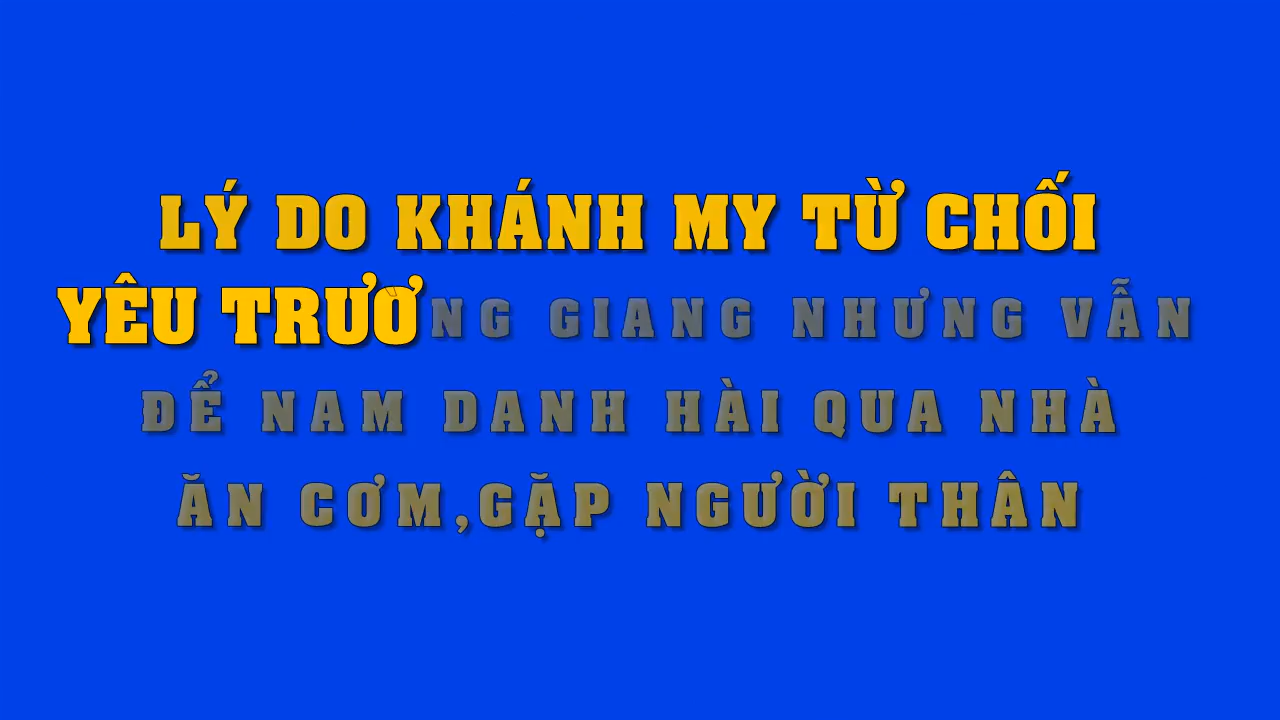 LÝ DO KHÁNH MY TỪ CHỐI
YÊU TRƯƠNG GIANG NHƯNG VẪN
ĐỂ NAM DANH HÀI QUA NHÀ
ĂN CƠM,GẶP NGƯỜI THÂN